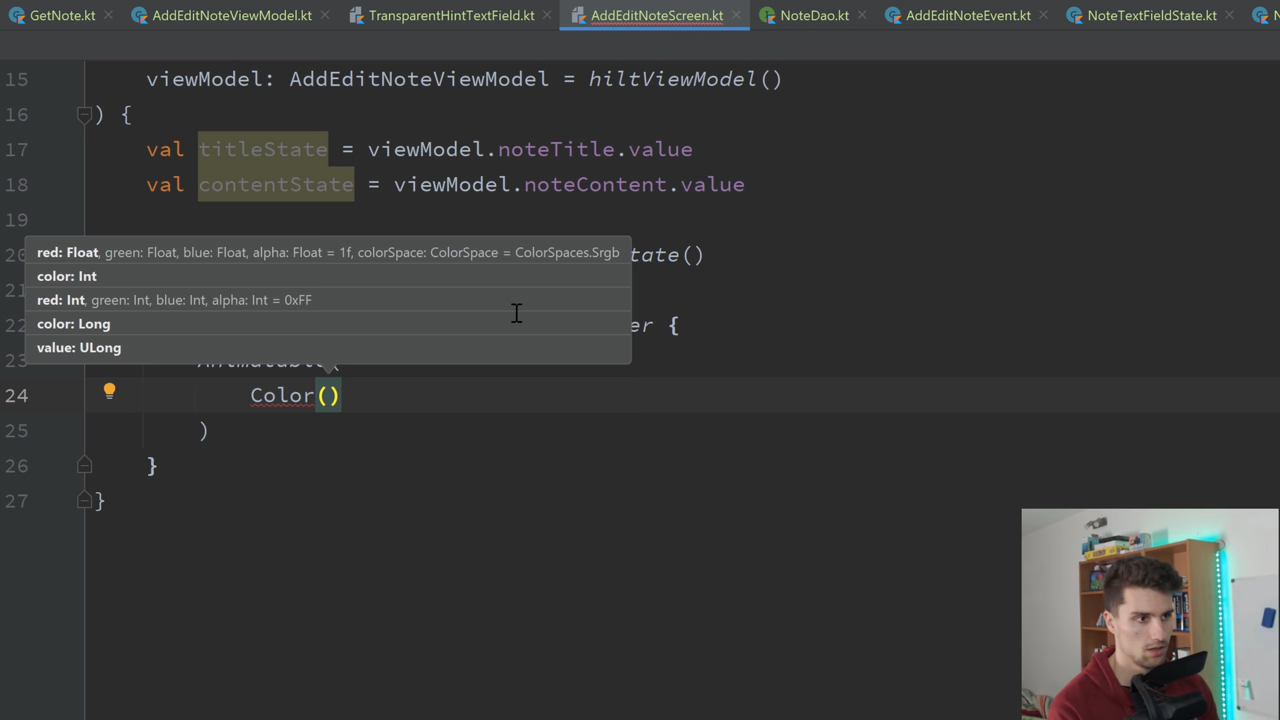 GetNote.kt
AddEditNoteViewModel.kt
TransparentHintTextField.kt
AddEditNoteScreen.kt
NoteDao.kt
AddEditNoteEvent.kt
NoteTextFieldState.kt
15 viewModel: AddEditNoteViewModel = hiltViewModel()
16 ) {
17 val titleState = viewModel.noteTitle.value
18 val contentState = viewModel.noteContent.value
19
tate()
red: Float, green: Float, blue: Float, alpha: Float = 1f, colorSpace: ColorSpace = ColorSpaces.Srgb
color: Int
red: Int, green: Int, blue: Int, alpha: Int = 0xFF
color: Long
value: ULong
22 er {
23
24 Color()
25 )
26 }
27 }